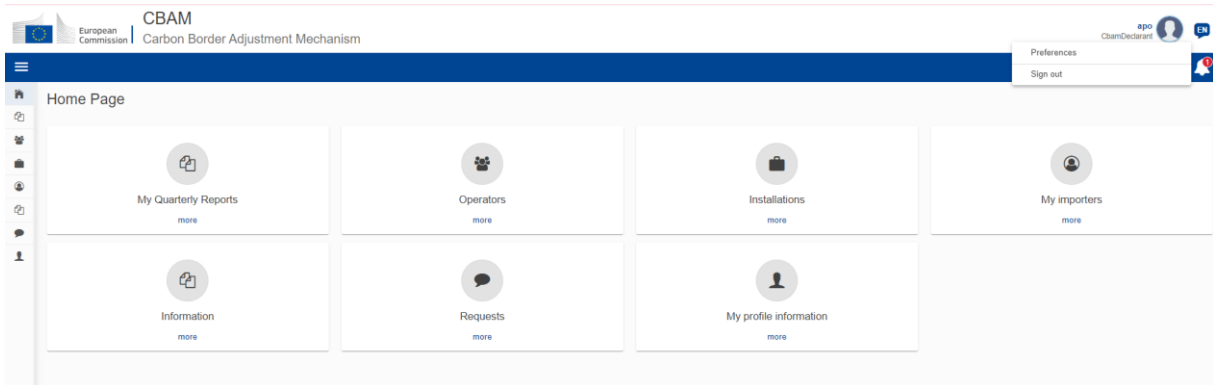 European
Commission
CBAM
Carbon Border Adjustment Mechanism
apo
CbamDeclarant
EN
Preferences
Sign out
1
Home Page
My Quarterly Reports
more
Operators
more
Installations
more
My importers
more
Information
more
Requests
more
My profile information
more